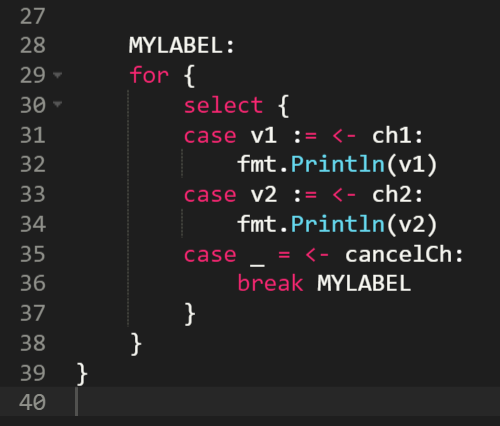 27
28 MYLABEL:
29 for {
30 select {
31 case v1 := <- ch1:
32 fmt.Println(v1)
33 case v2 := <- ch2:
34 fmt.Println(v2)
35 case _ = <- cancelCh:
36 break MYLABEL
37 }
38 }
39 }
40